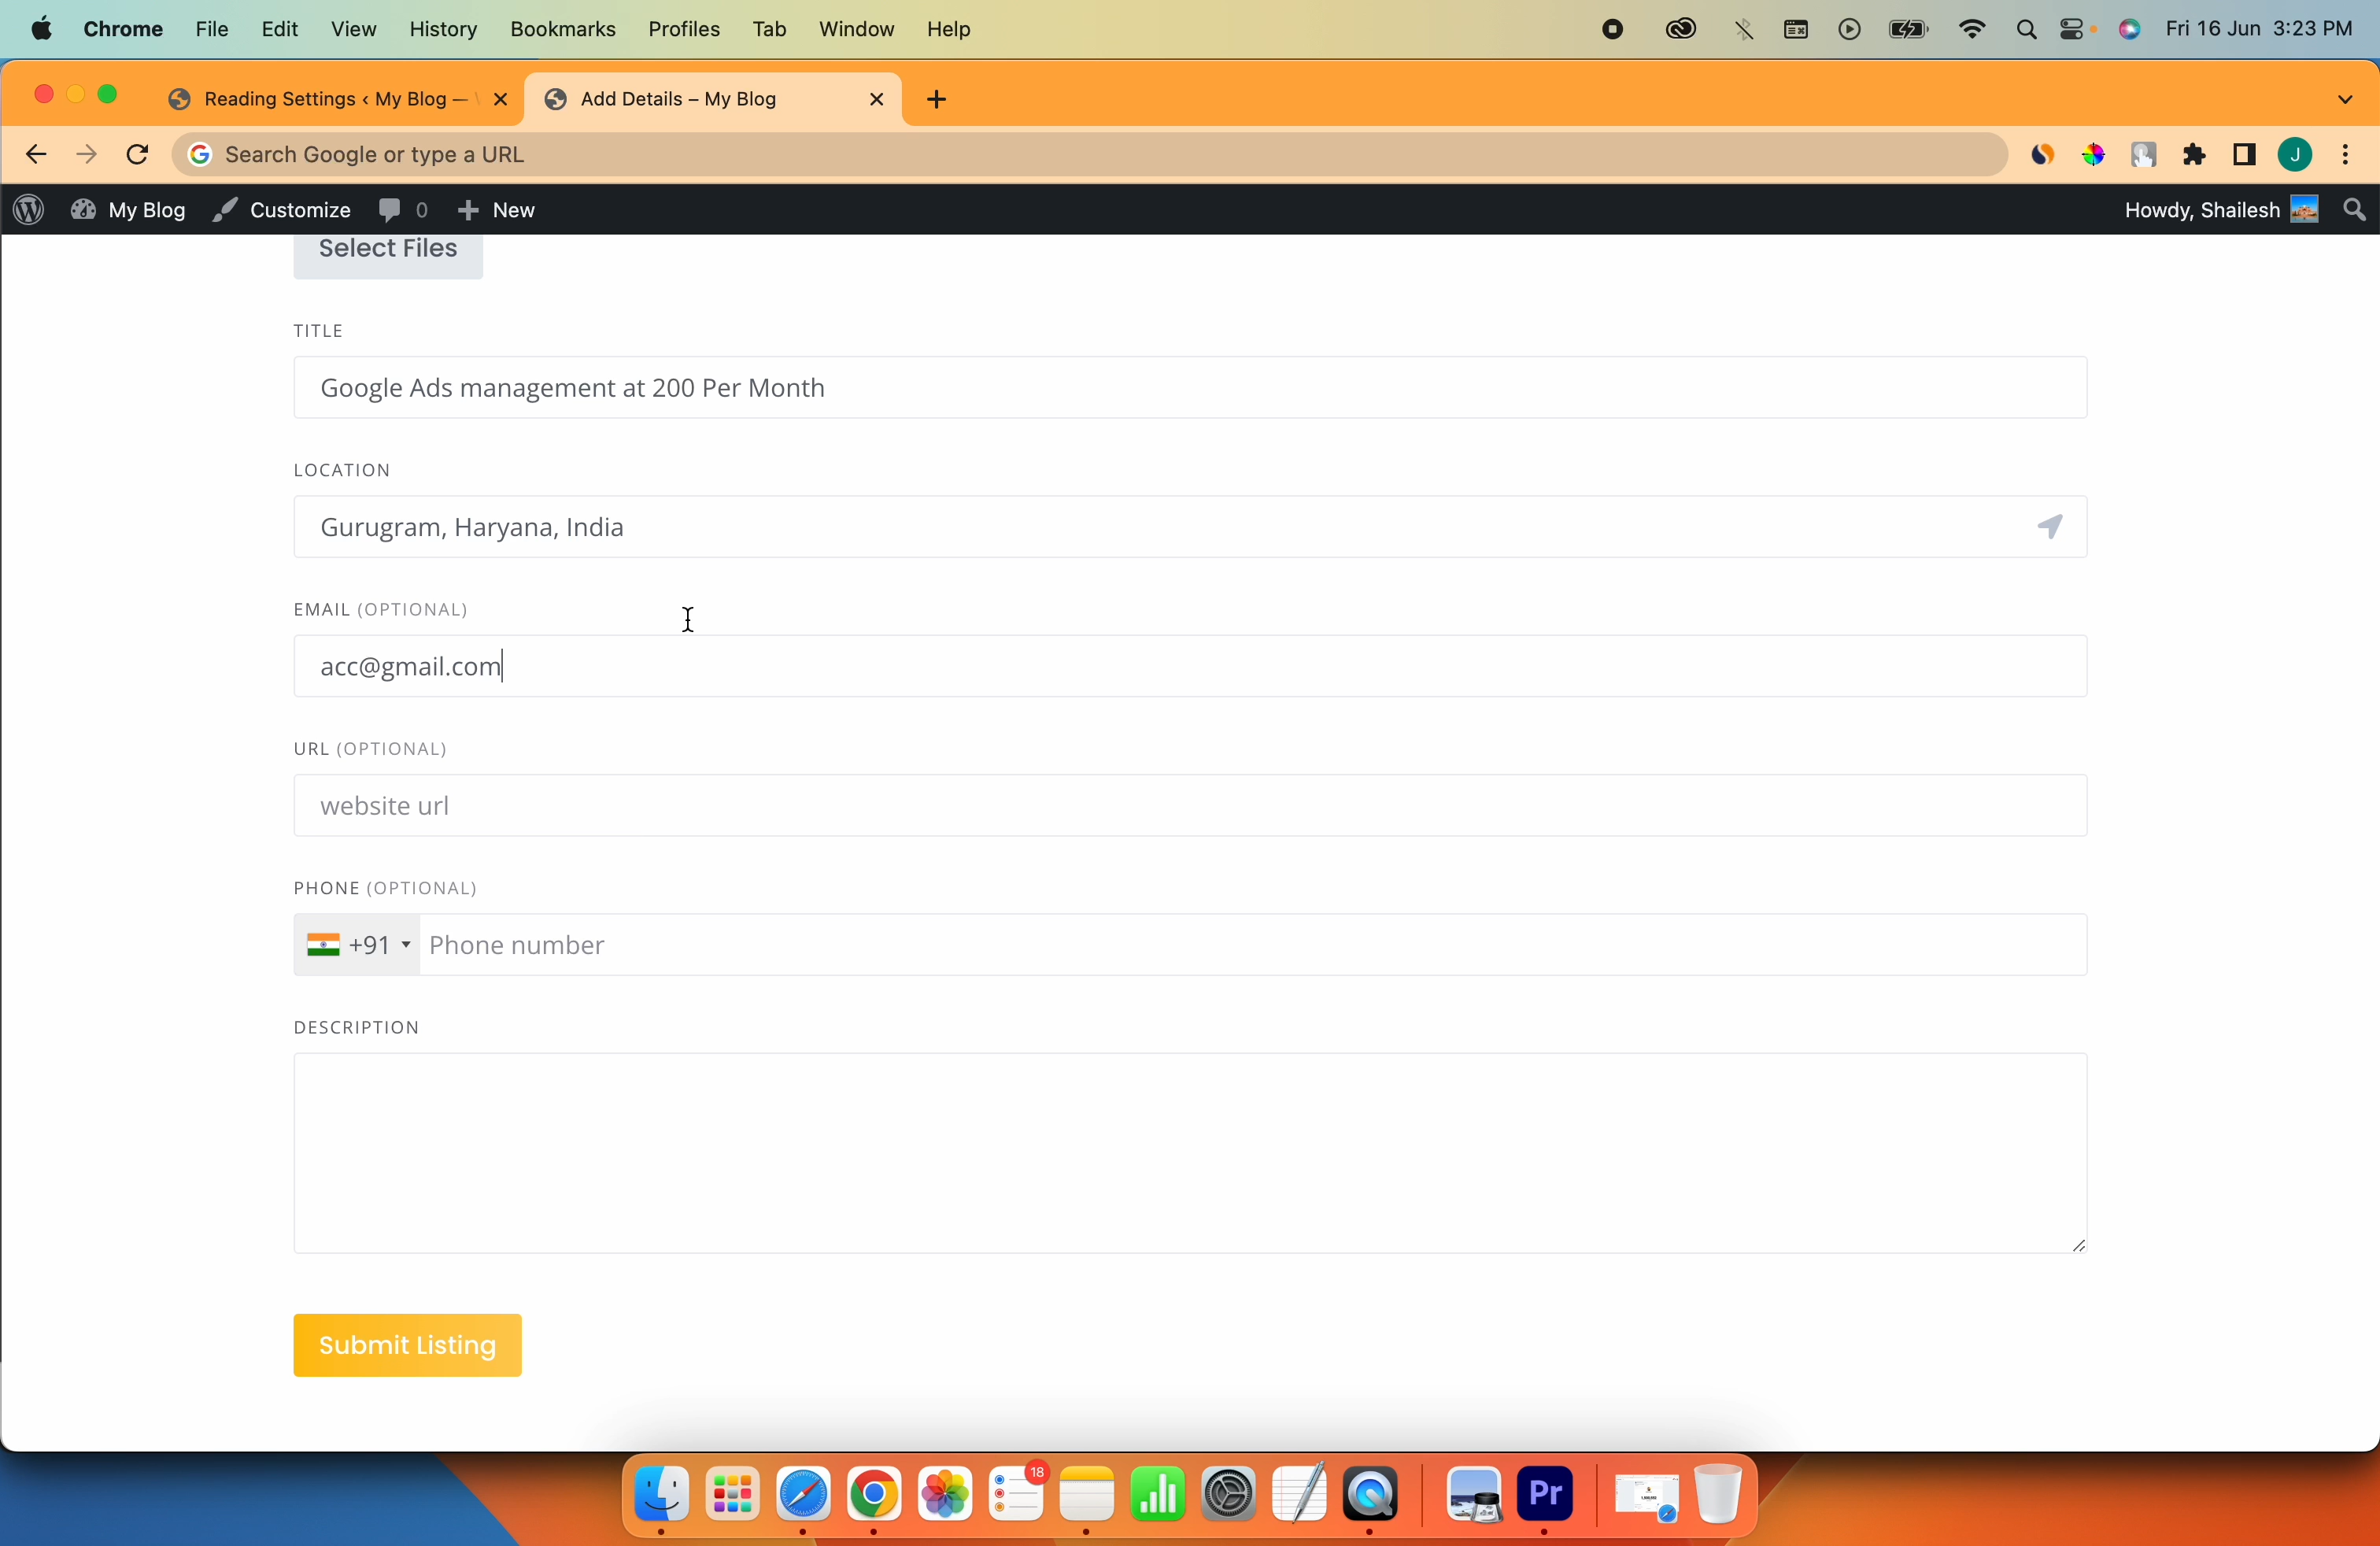 Chrome File Edit View History Bookmarks Profiles Tab Window Help Fri 16 Jun 3:23 PM
Reading Settings ‹ My Blog — Add Details – My Blog
Search Google or type a URL J
My Blog Customize 0 New Howdy, Shailesh
Select Files
TITLE
Google Ads management at 200 Per Month
LOCATION
Gurugram, Haryana, India
EMAIL (OPTIONAL)
acc@gmail.com
URL (OPTIONAL)
website url
PHONE (OPTIONAL)
+91 Phone number
DESCRIPTION
Submit Listing
18
Pr